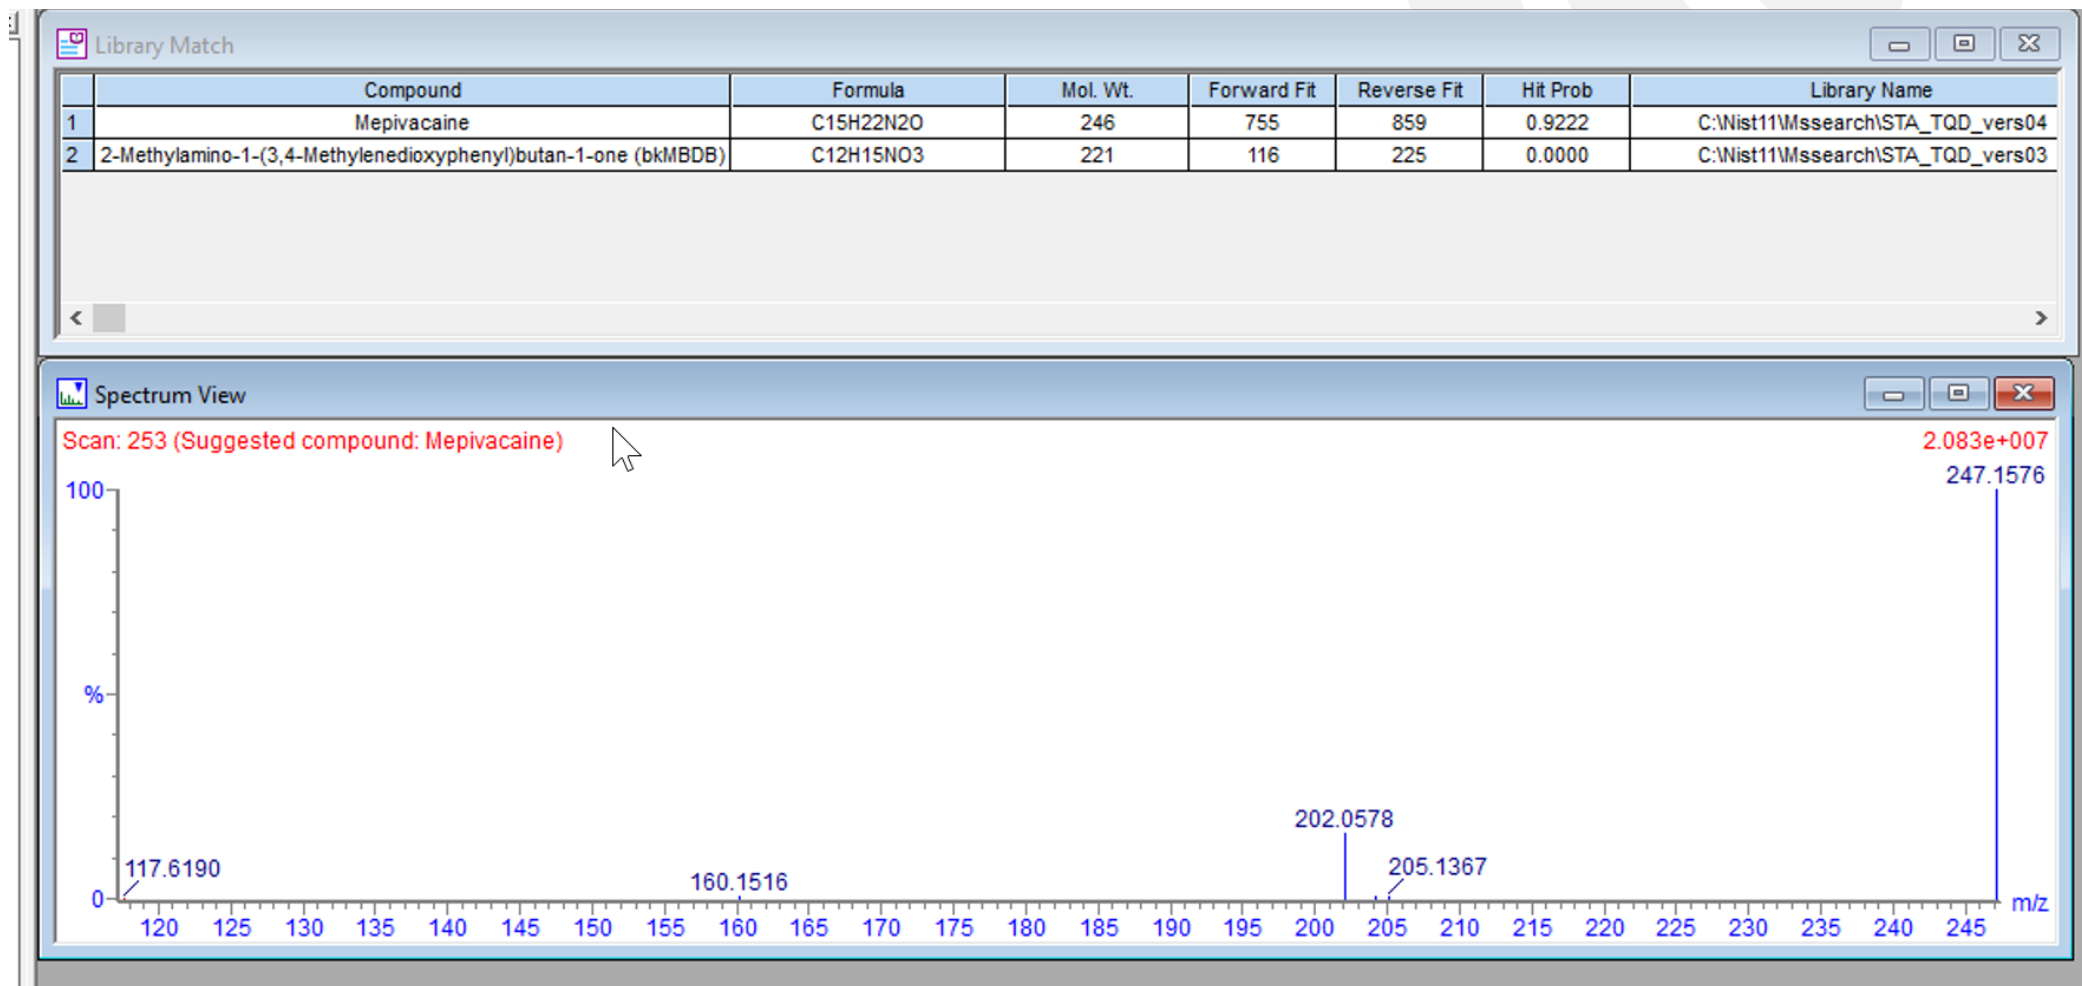 Library Match
Compound Formula Mol. Wt. Forward Fit Reverse Fit Hit Prob Library Name
1 Mepivacaine C15H22N2O 246 755 859 0.9222 C:\Nist11\Mssearch\STA_TQD_vers04
2 2-Methylamino-1-(3,4-Methylenedioxyphenyl)butan-1-one (bkMBDB) C12H15NO3 221 116 225 0.0000 C:\Nist11\Mssearch\STA_TQD_vers03
Spectrum View
Scan: 253 (Suggested compound: Mepivacaine) 2.083e+007
247.1576
100
%
202.0578
117.6190 160.1516 205.1367
0
m/z
120 125 130 135 140 145 150 155 160 165 170 175 180 185 190 195 200 205 210 215 220 225 230 235 240 245